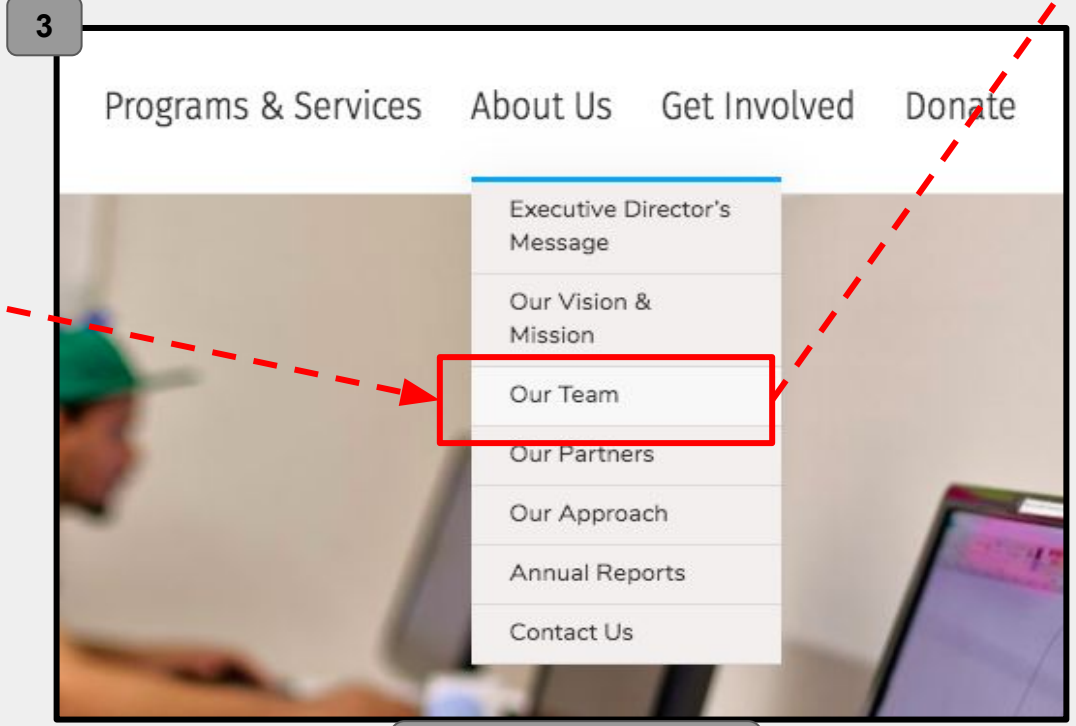 3
Programs & Services About Us Get Involved Donate
Executive Director's
Message
Our Vision &
Mission
Our Team
Our Partners
Our Approach
Annual Reports
Contact Us